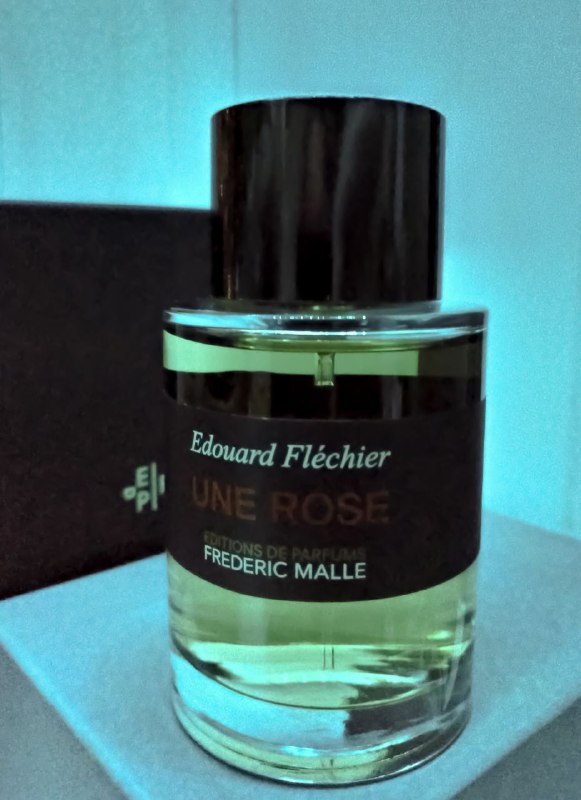 Edouard Fléchier
UNE ROSE
EDITIONS DE PARFUMS
FREDERIC MALLE